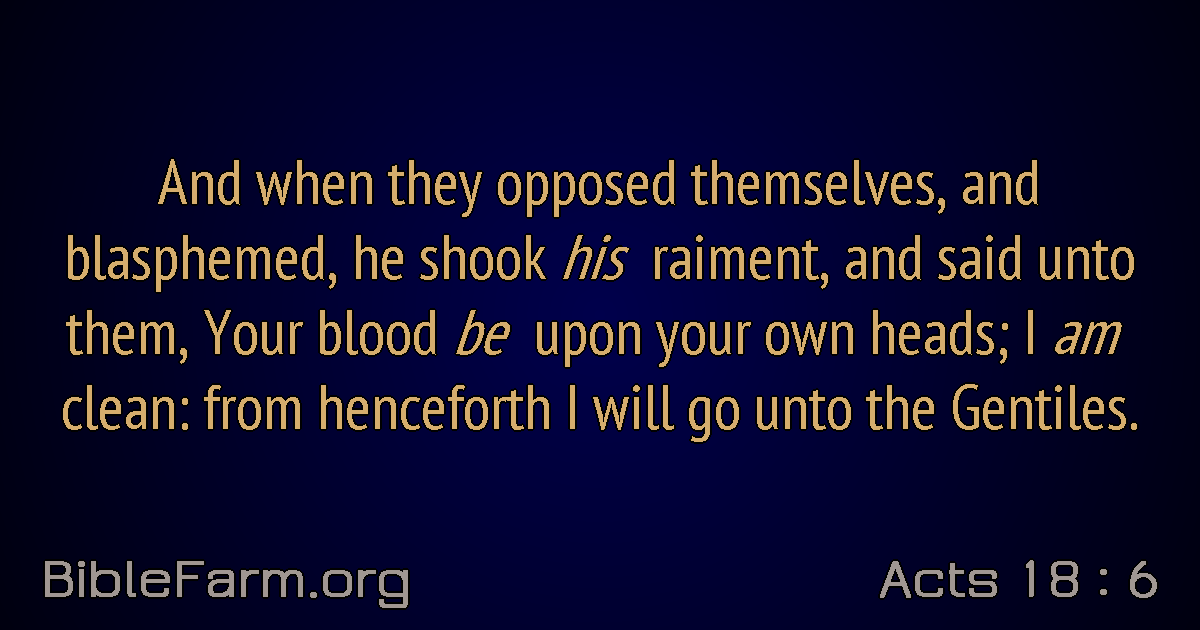 And when they opposed themselves, and
blasphemed, he shook his raiment, and said unto
them, Your blood be upon your own heads; I am
clean: from henceforth I will go unto the Gentiles.
BibleFarm.org
Acts 18 : 6